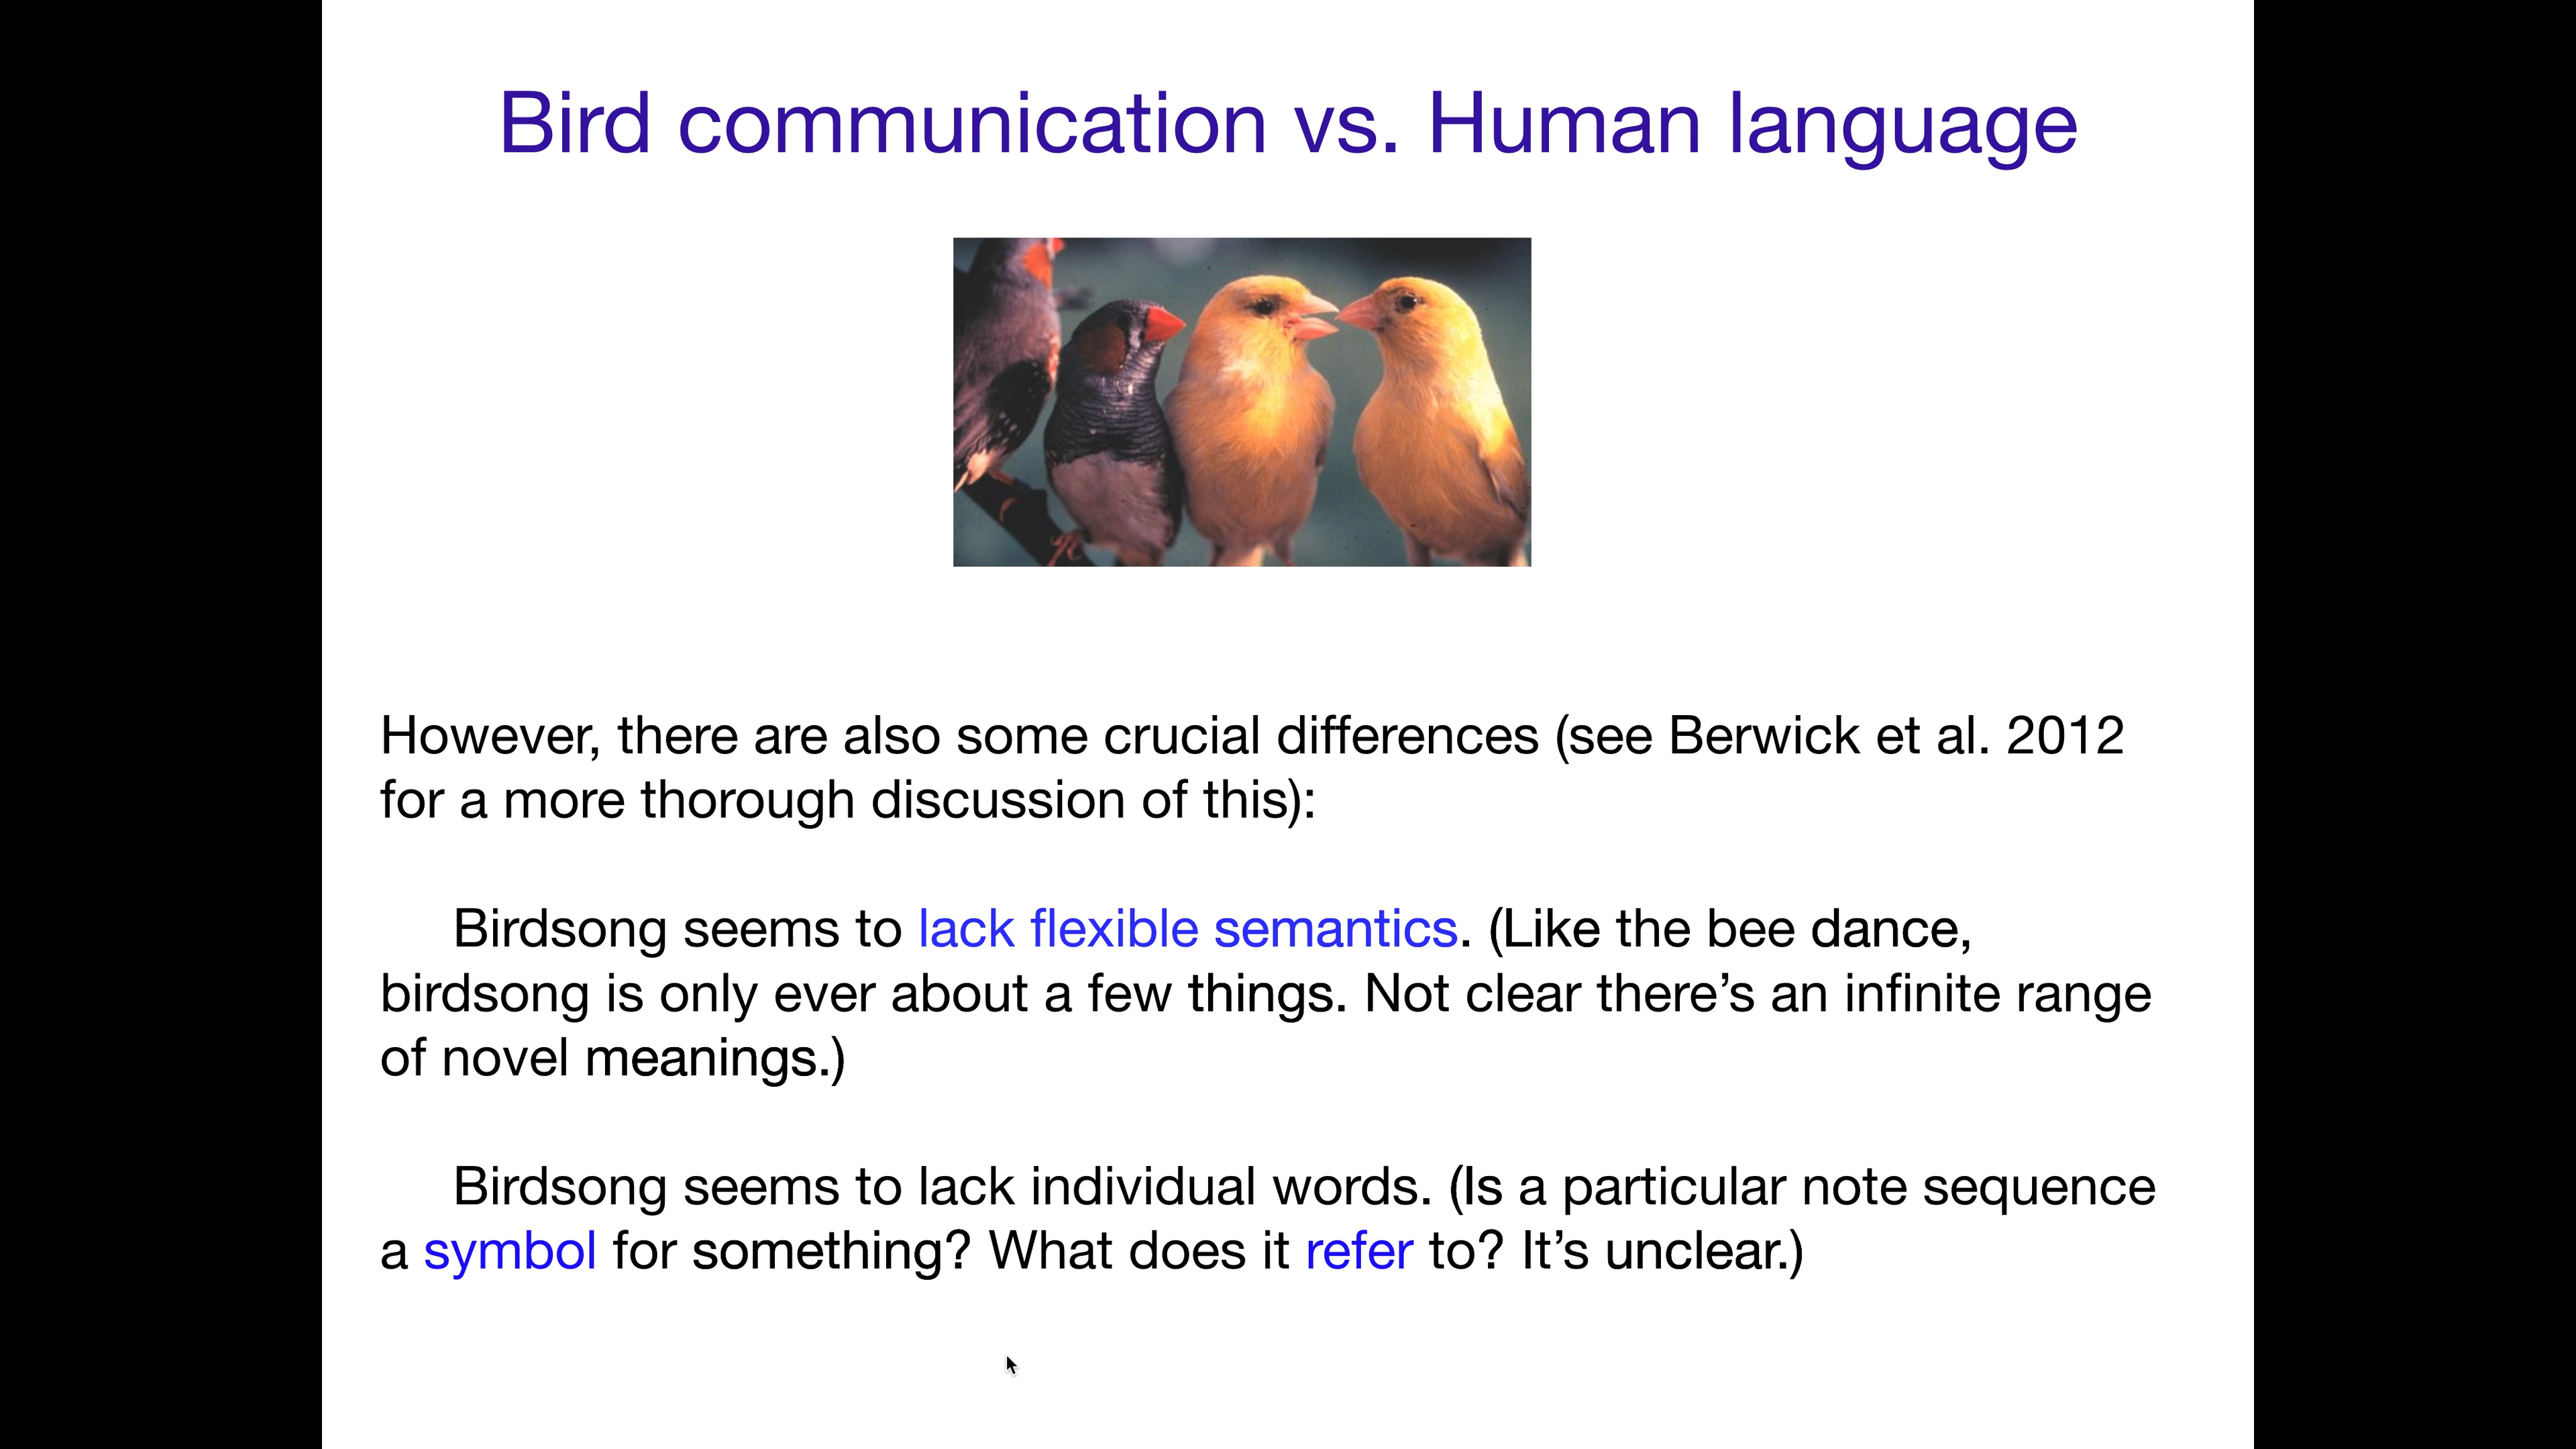 Bird communication vs. Human language
However, there are also some crucial differences (see Berwick et al. 2012
for a more thorough discussion of this):
Birdsong seems to lack flexible semantics. (Like the bee dance,
birdsong is only ever about a few things. Not clear there’s an infinite range
of novel meanings.)
Birdsong seems to lack individual words. (Is a particular note sequence
a symbol for something? What does it refer to? It’s unclear.)